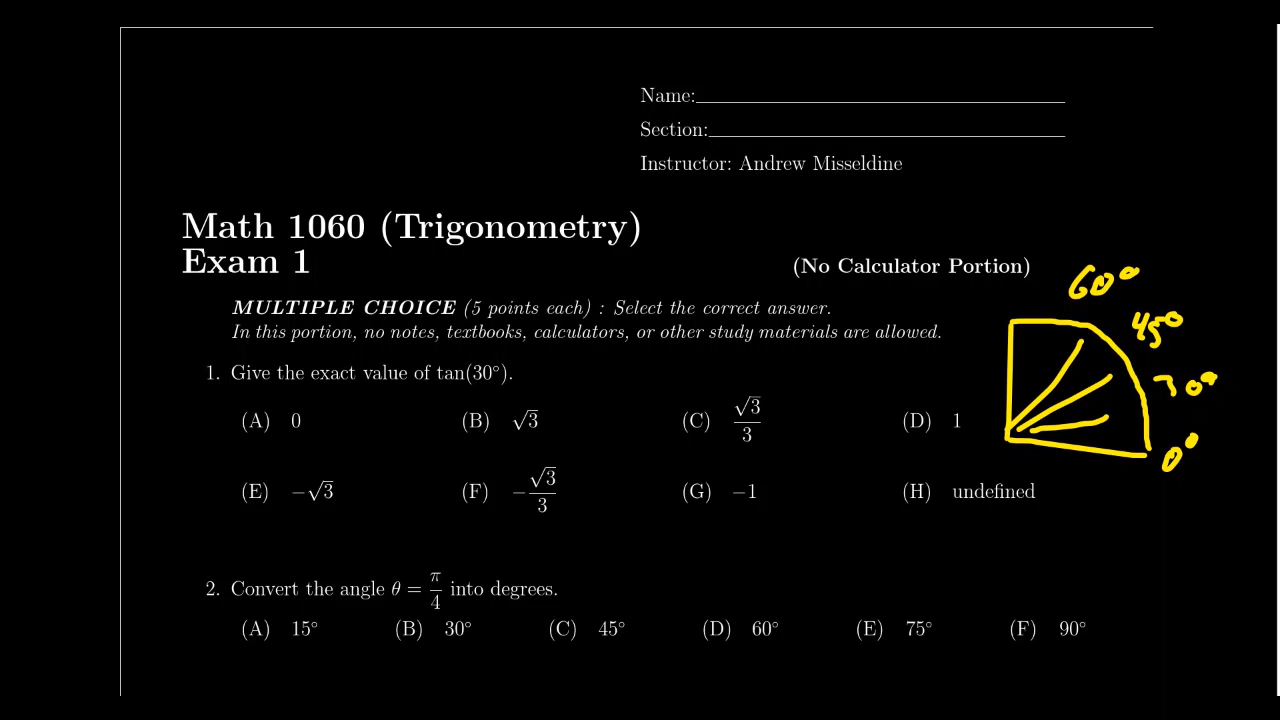 Name:
Section:
Instructor: Andrew Misseldine
Math 1060 (Trigonometry)
Exam 1
(No Calculator Portion)
MULTIPLE CHOICE (5 points each) : Select the correct answer.
In this portion, no notes, textbooks, calculators, or other study materials are allowed.
60°
45°
30°
0°
1. Give the exact value of tan(30°).
(A) 0 (B) √3 (C) √3/3 (D) 1
(E) −√3 (F) −√3/3 (G) −1 (H) undefined
2. Convert the angle θ = π/4 into degrees.
(A) 15° (B) 30° (C) 45° (D) 60° (E) 75° (F) 90°